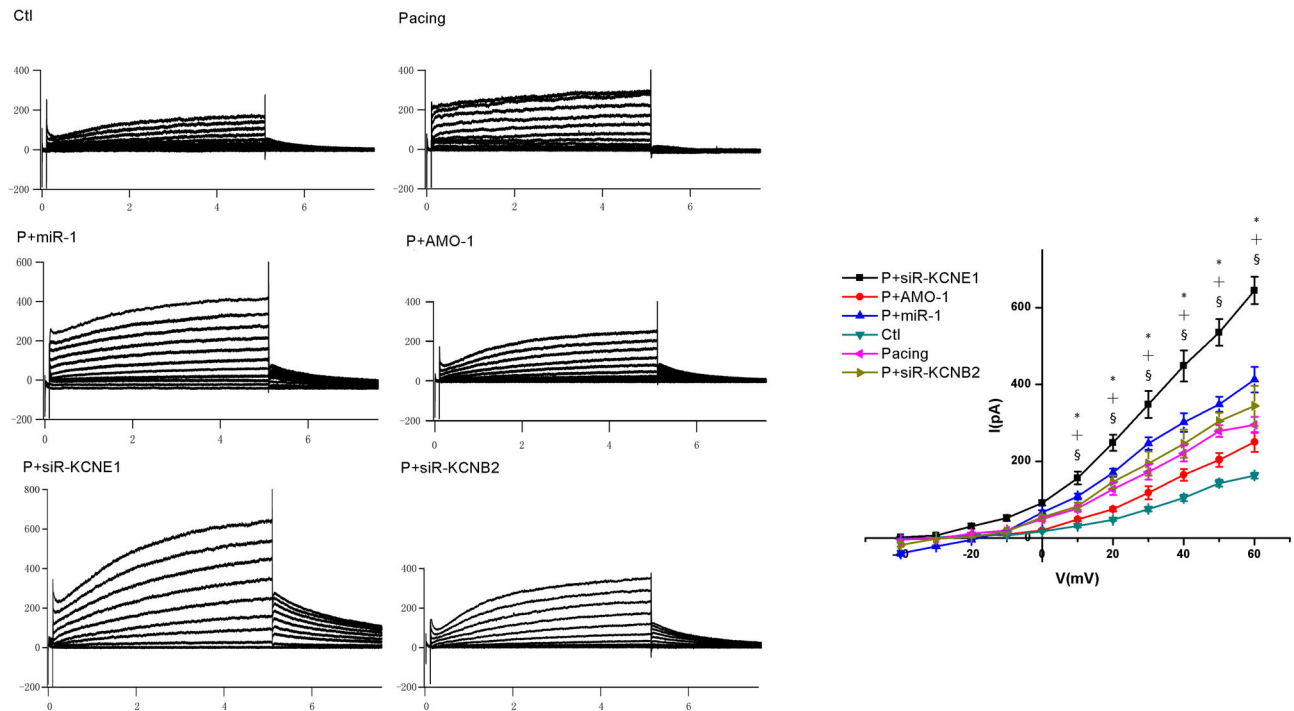 Ctl
Pacing
400
200
0
−200
0 2 4 6
400
200
0
−200
0 2 4 6
P+miR-1
P+AMO-1
600
400
200
0
−200
0 2 4 6
400
200
0
−200
0 2 4 6
P+siR-KCNE1
P+siR-KCNB2
800
600
400
200
0
−200
0 2 4 6
400
200
0
−200
0 2 4 6
P+siR-KCNE1
P+AMO-1
P+miR-1
Ctl
Pacing
P+siR-KCNB2
* + §
* + §
* + §
* + §
* + §
* + §
I(pA)
600
400
200
0
-20 0 20 40 60
V(mV)